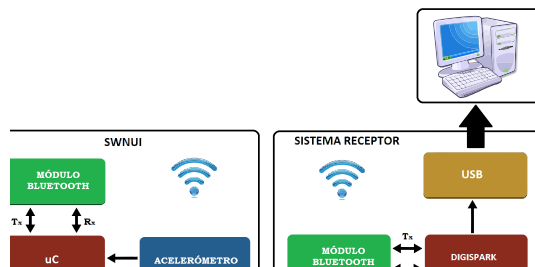 SWNUI
MÓDULO
BLUETOOTH
Tx
Rx
uC
ACELERÓMETRO
SISTEMA RECEPTOR
USB
MÓDULO
BLUETOOTH
Tx
DIGISPARK